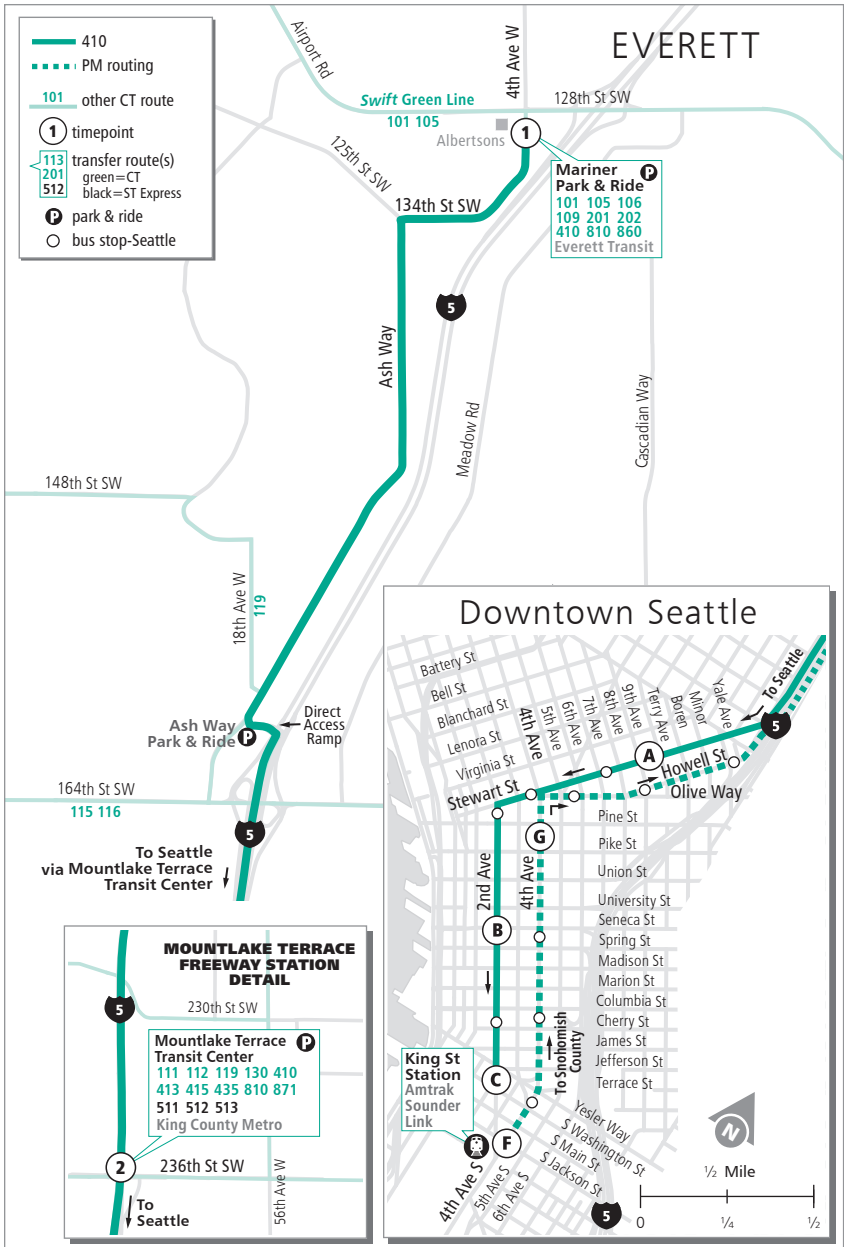 410
PM routing
101 other CT route
1 timepoint
113 transfer route(s)
201 green=CT
512 black=ST Express
P park & ride
bus stop-Seattle
EVERETT
Airport Rd
4th Ave W
Swift Green Line
128th St SW
101 105
Albertsons
1
125th St SW
Mariner P
Park & Ride
101 105 106
109 201 202
410 810 860
Everett Transit
134th St SW
5
Ash Way
Meadow Rd
Cascadian Way
148th St SW
18th Ave W
119
Ash Way
Park & Ride P
Direct
Access
Ramp
164th St SW
115 116
5
To Seattle
via Mountlake Terrace
Transit Center
MOUNTLAKE TERRACE
FREEWAY STATION
DETAIL
5
230th St SW
Mountlake Terrace P
Transit Center
111 112 119 130 410
413 415 435 810 871
511 512 513
King County Metro
2
236th St SW
56th Ave W
To
Seattle
Downtown Seattle
Battery St
Bell St
Blanchard St
Lenora St
Virginia St
Stewart St
4th Ave
5th Ave
6th Ave
7th Ave
8th Ave
9th Ave
Terry Ave
Boren
Minor
Yale Ave
To Seattle
5
A
Howell St
Olive Way
G
Pine St
Pike St
Union St
University St
Seneca St
Spring St
Madison St
Marion St
Columbia St
Cherry St
James St
Jefferson St
Terrace St
2nd Ave
4th Ave
B
To Snohomish
County
C
King St
Station
Amtrak
Sounder
Link
F
Yesler Way
S Washington St
S Main St
S Jackson St
4th Ave S
5th Ave S
6th Ave S
5
N
½ Mile
0 ¼ ½